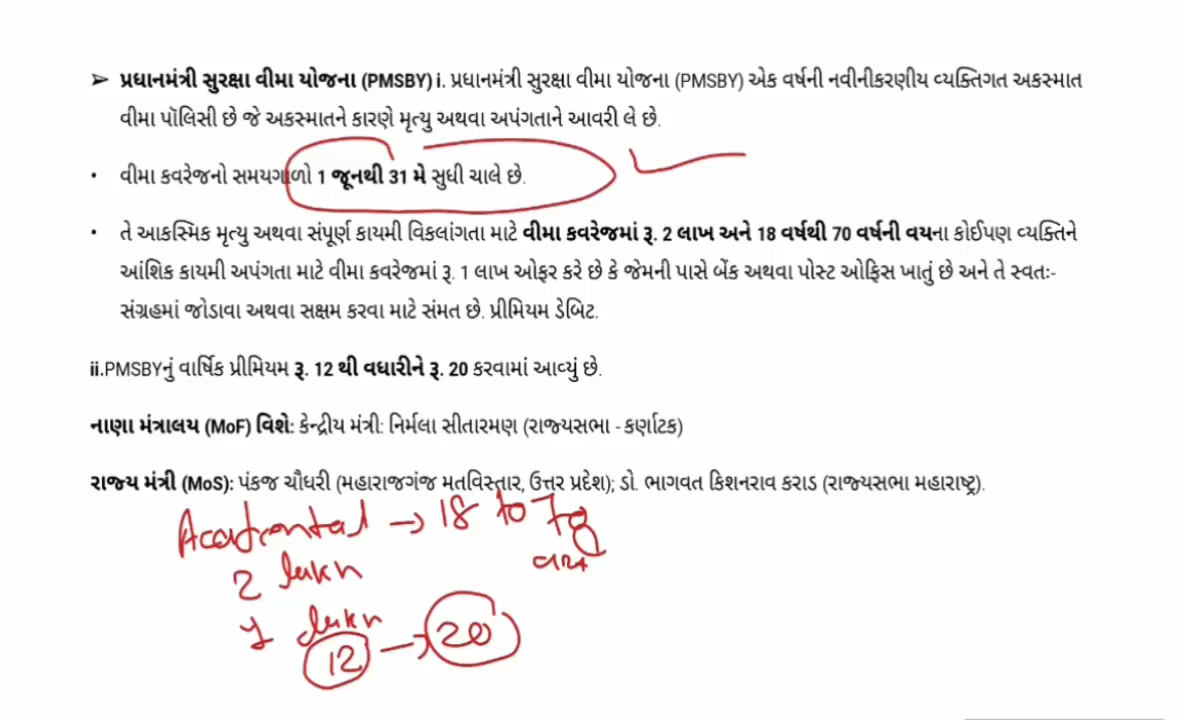 ➢ પ્રધાનમંત્રી સુરક્ષા વીમા યોજના (PMSBY) i. પ્રધાનમંત્રી સુરક્ષા વીમા યોજના (PMSBY) એક વર્ષની નવીનીકરણીય વ્યક્તિગત અકસ્માત
વીમા પૉલિસી છે જે અકસ્માતને કારણે મૃત્યુ અથવા અપંગતાને આવરી લે છે.
• વીમા કવરેજનો સમયગાળો 1 જૂનથી 31 મે સુધી ચાલે છે.
• તે આકસ્મિક મૃત્યુ અથવા સંપૂર્ણ કાયમી વિકલાંગતા માટે વીમા કવરેજમાં રૂ. 2 લાખ અને 18 વર્ષથી 70 વર્ષની વયના કોઈપણ વ્યક્તિને
આંશિક કાયમી અપંગતા માટે વીમા કવરેજમાં રૂ. 1 લાખ ઓફર કરે છે કે જેમની પાસે બેંક અથવા પોસ્ટ ઓફિસ ખાતું છે અને તે સ્વતઃ-
સંગ્રહમાં જોડાવા અથવા સક્ષમ કરવા માટે સંમત છે. પ્રીમિયમ ડેબિટ.
ii.PMSBYનું વાર્ષિક પ્રીમિયમ રૂ. 12 થી વધારીને રૂ. 20 કરવામાં આવ્યું છે.
નાણા મંત્રાલય (MoF) વિશે: કેન્દ્રીય મંત્રી: નિર્મલા સીતારમણ (રાજ્યસભા - કર્ણાટક)
રાજ્ય મંત્રી (MoS): પંકજ ચૌધરી (મહારાજગંજ મતવિસ્તાર, ઉત્તર પ્રદેશ); ડો. ભાગવત કિશનરાવ કરાડ (રાજ્યસભા મહારાષ્ટ્ર).
→ 18 to
2
12 → 20